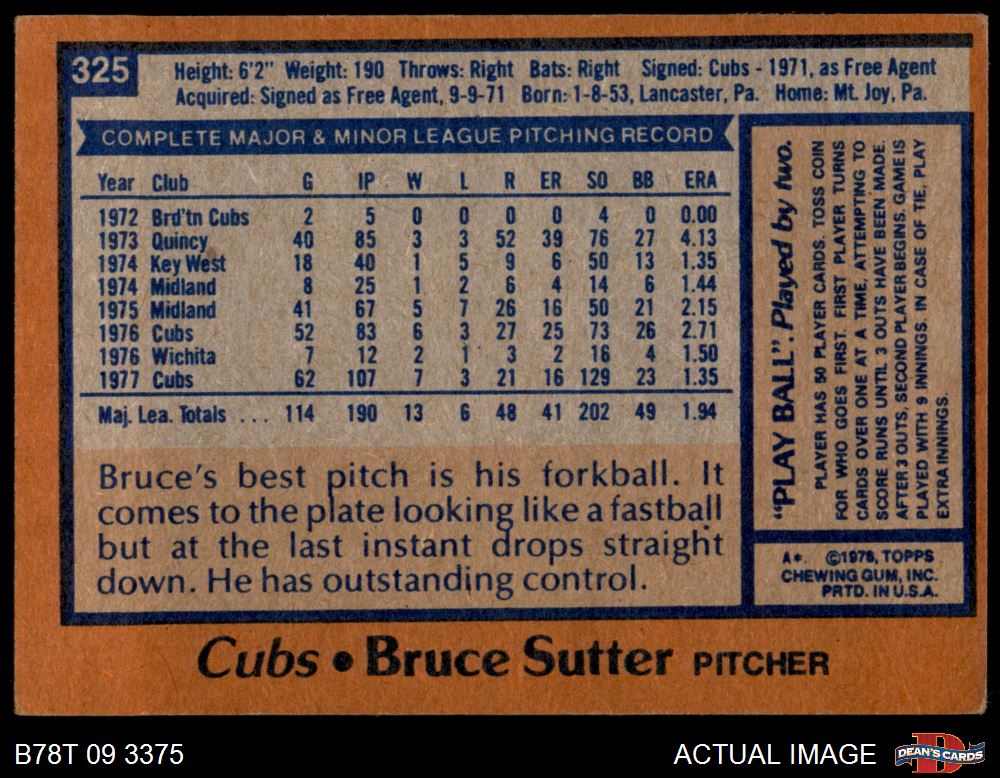 325
Height: 6'2" Weight: 190 Throws: Right Bats: Right Signed: Cubs - 1971, as Free Agent
Acquired: Signed as Free Agent, 9-9-71 Born: 1-8-53, Lancaster, Pa. Home: Mt. Joy, Pa.
COMPLETE MAJOR & MINOR LEAGUE PITCHING RECORD
Year Club G IP W L R ER SO BB ERA
1972 Brd'tn Cubs 2 5 0 0 0 0 4 0 0.00
1973 Quincy 40 85 3 3 52 39 76 27 4.13
1974 Key West 18 40 1 5 9 6 50 13 1.35
1974 Midland 8 25 1 2 6 4 14 6 1.44
1975 Midland 41 67 5 7 26 16 50 21 2.15
1976 Cubs 52 83 6 3 27 25 73 26 2.71
1976 Wichita 7 12 2 1 3 2 16 4 1.50
1977 Cubs 62 107 7 3 21 16 129 23 1.35
Maj. Lea. Totals ... 114 190 13 6 48 41 202 49 1.94
Bruce's best pitch is his forkball. It
comes to the plate looking like a fastball
but at the last instant drops straight
down. He has outstanding control.
"PLAY BALL". Played by two.
PLAYER HAS 50 PLAYER CARDS. TOSS COIN
FOR WHO GOES FIRST. FIRST PLAYER TURNS
CARDS OVER ONE AT A TIME, ATTEMPTING TO
SCORE RUNS UNTIL 3 OUTS HAVE BEEN MADE.
AFTER 3 OUTS, SECOND PLAYER BEGINS. GAME IS
PLAYED WITH 9 INNINGS. IN CASE OF TIE, PLAY
EXTRA INNINGS.
A*. ©1978, TOPPS
CHEWING GUM, INC.
PRTD. IN U.S.A.
Cubs • Bruce Sutter PITCHER
B78T 09 3375
ACTUAL IMAGE
DEAN'S CARDS